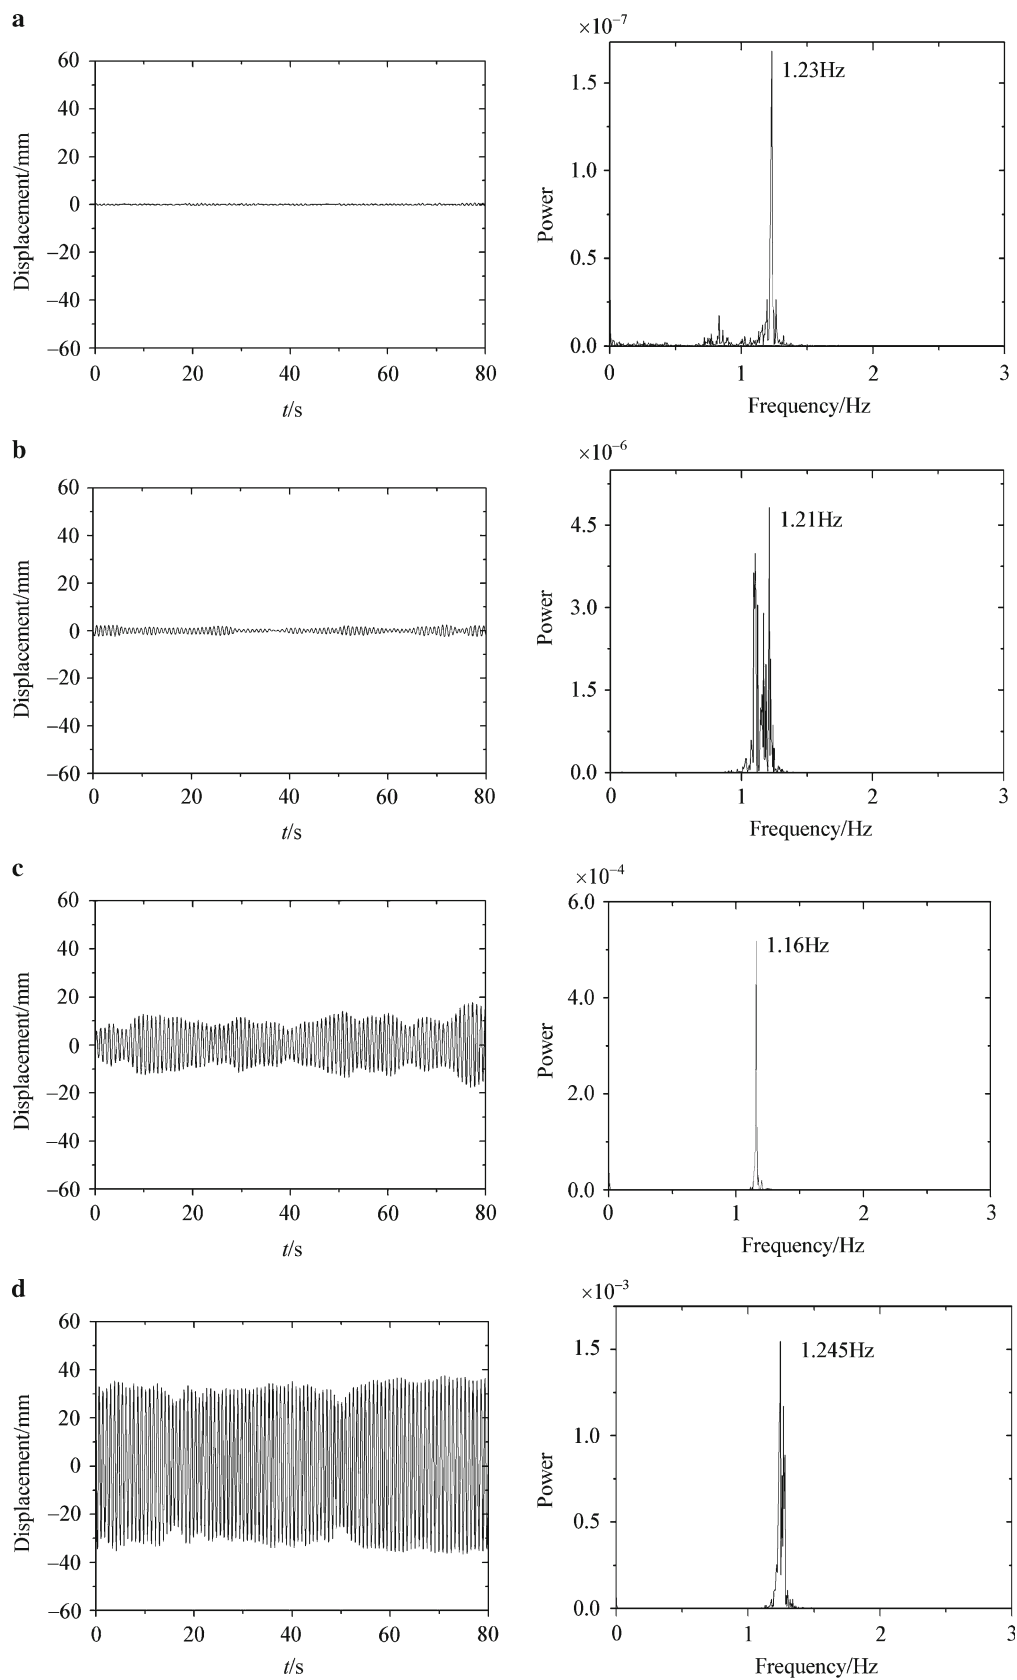 a
60
40
20
0
−20
−40
−60
Displacement/mm
0 20 40 60 80
t/s
×10⁻⁷
1.5
1.0
0.5
0.0
Power
1.23Hz
0 1 2 3
Frequency/Hz
b
60
40
20
0
−20
−40
−60
Displacement/mm
0 20 40 60 80
t/s
×10⁻⁶
4.5
3.0
1.5
0.0
Power
1.21Hz
0 1 2 3
Frequency/Hz
c
60
40
20
0
−20
−40
−60
Displacement/mm
0 20 40 60 80
t/s
×10⁻⁴
6.0
4.0
2.0
0.0
Power
1.16Hz
0 1 2 3
Frequency/Hz
d
60
40
20
0
−20
−40
−60
Displacement/mm
0 20 40 60 80
t/s
×10⁻³
1.5
1.0
0.5
0.0
Power
1.245Hz
0 1 2 3
Frequency/Hz